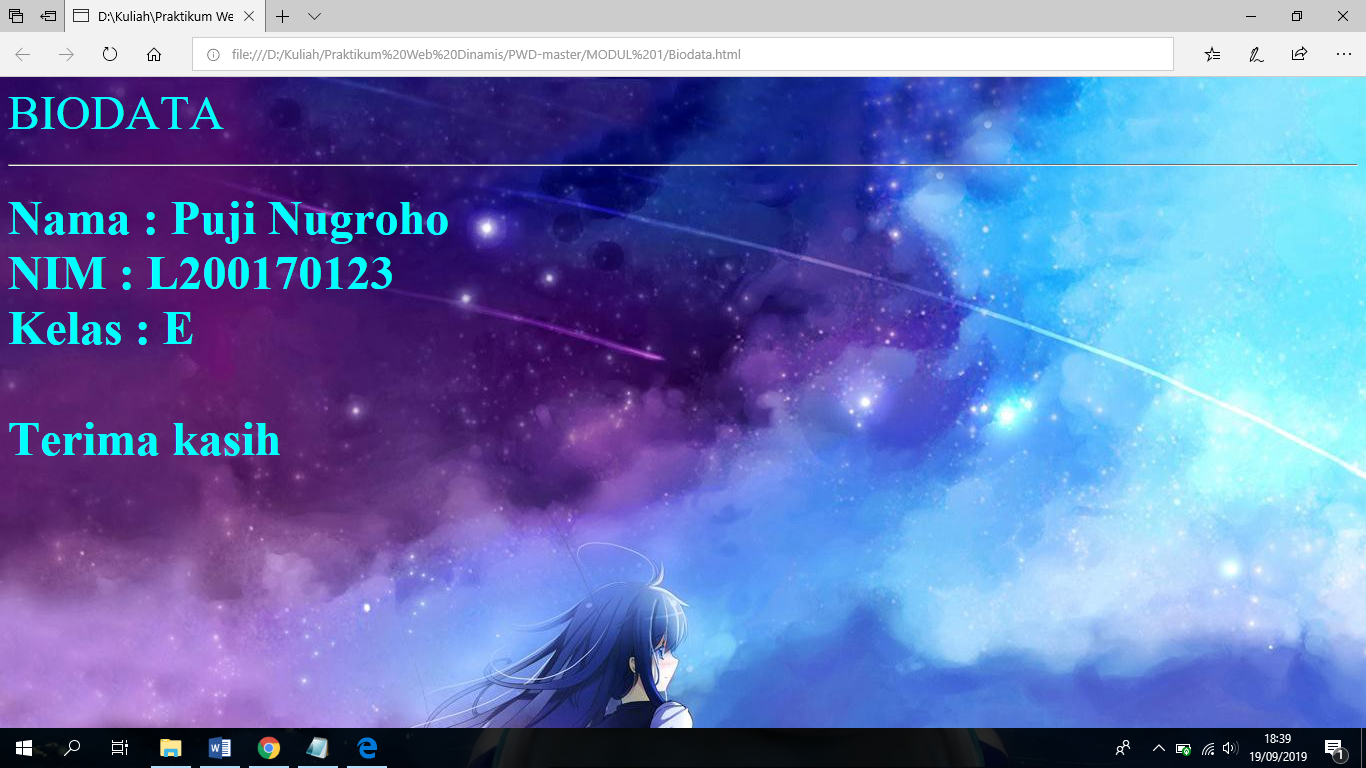 D:\Kuliah\Praktikum We
file:///D:/Kuliah/Praktikum%20Web%20Dinamis/PWD-master/MODUL%201/Biodata.html
BIODATA
Nama : Puji Nugroho
NIM : L200170123
Kelas : E
Terima kasih
18:39
19/09/2019
1